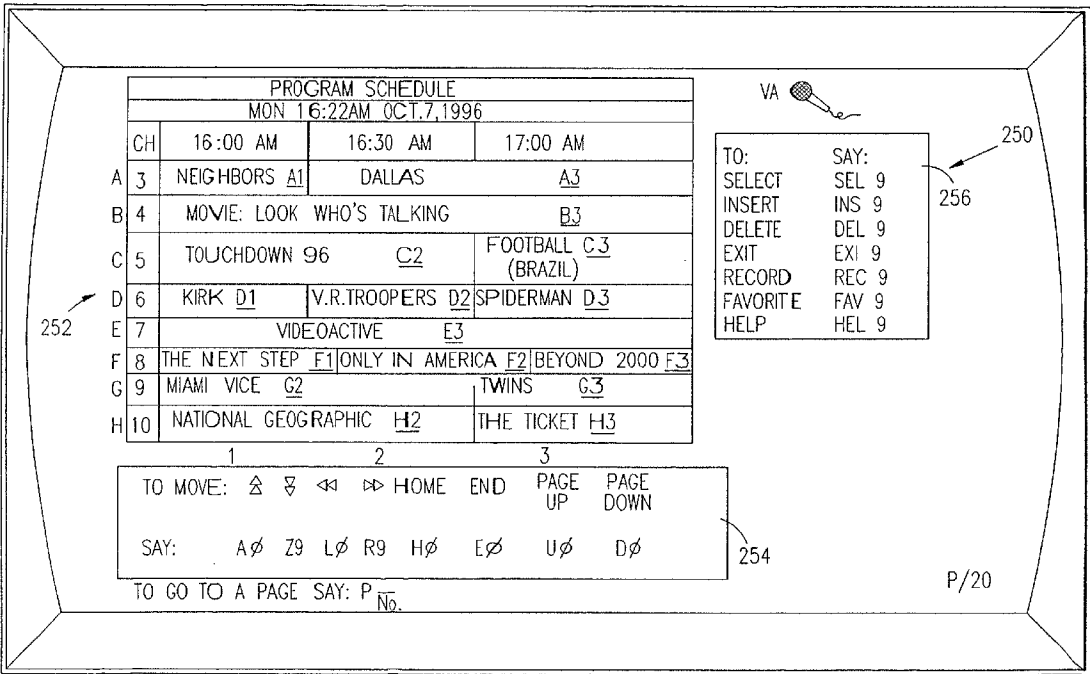 PROGRAM SCHEDULE
MON 16:22AM OCT.7,1996
CH 16:00 AM 16:30 AM 17:00 AM
A 3 NEIGHBORS A1 DALLAS A3
B 4 MOVIE: LOOK WHO'S TALKING B3
C 5 TOUCHDOWN 96 C2 FOOTBALL C3
(BRAZIL)
D 6 KIRK D1 V.R.TROOPERS D2 SPIDERMAN D3
E 7 VIDEOACTIVE E3
F 8 THE NEXT STEP F1 ONLY IN AMERICA F2 BEYOND 2000 F3
G 9 MIAMI VICE G2 TWINS G3
H 10 NATIONAL GEOGRAPHIC H2 THE TICKET H3
1 2 3
252
VA
TO: SAY:
SELECT SEL 9
INSERT INS 9
DELETE DEL 9
EXIT EXI 9
RECORD REC 9
FAVORITE FAV 9
HELP HEL 9
250
256
TO MOVE: HOME END PAGE UP PAGE DOWN
SAY: AØ Z9 LØ R9 HØ EØ UØ DØ
254
TO GO TO A PAGE SAY: P No.
P/20